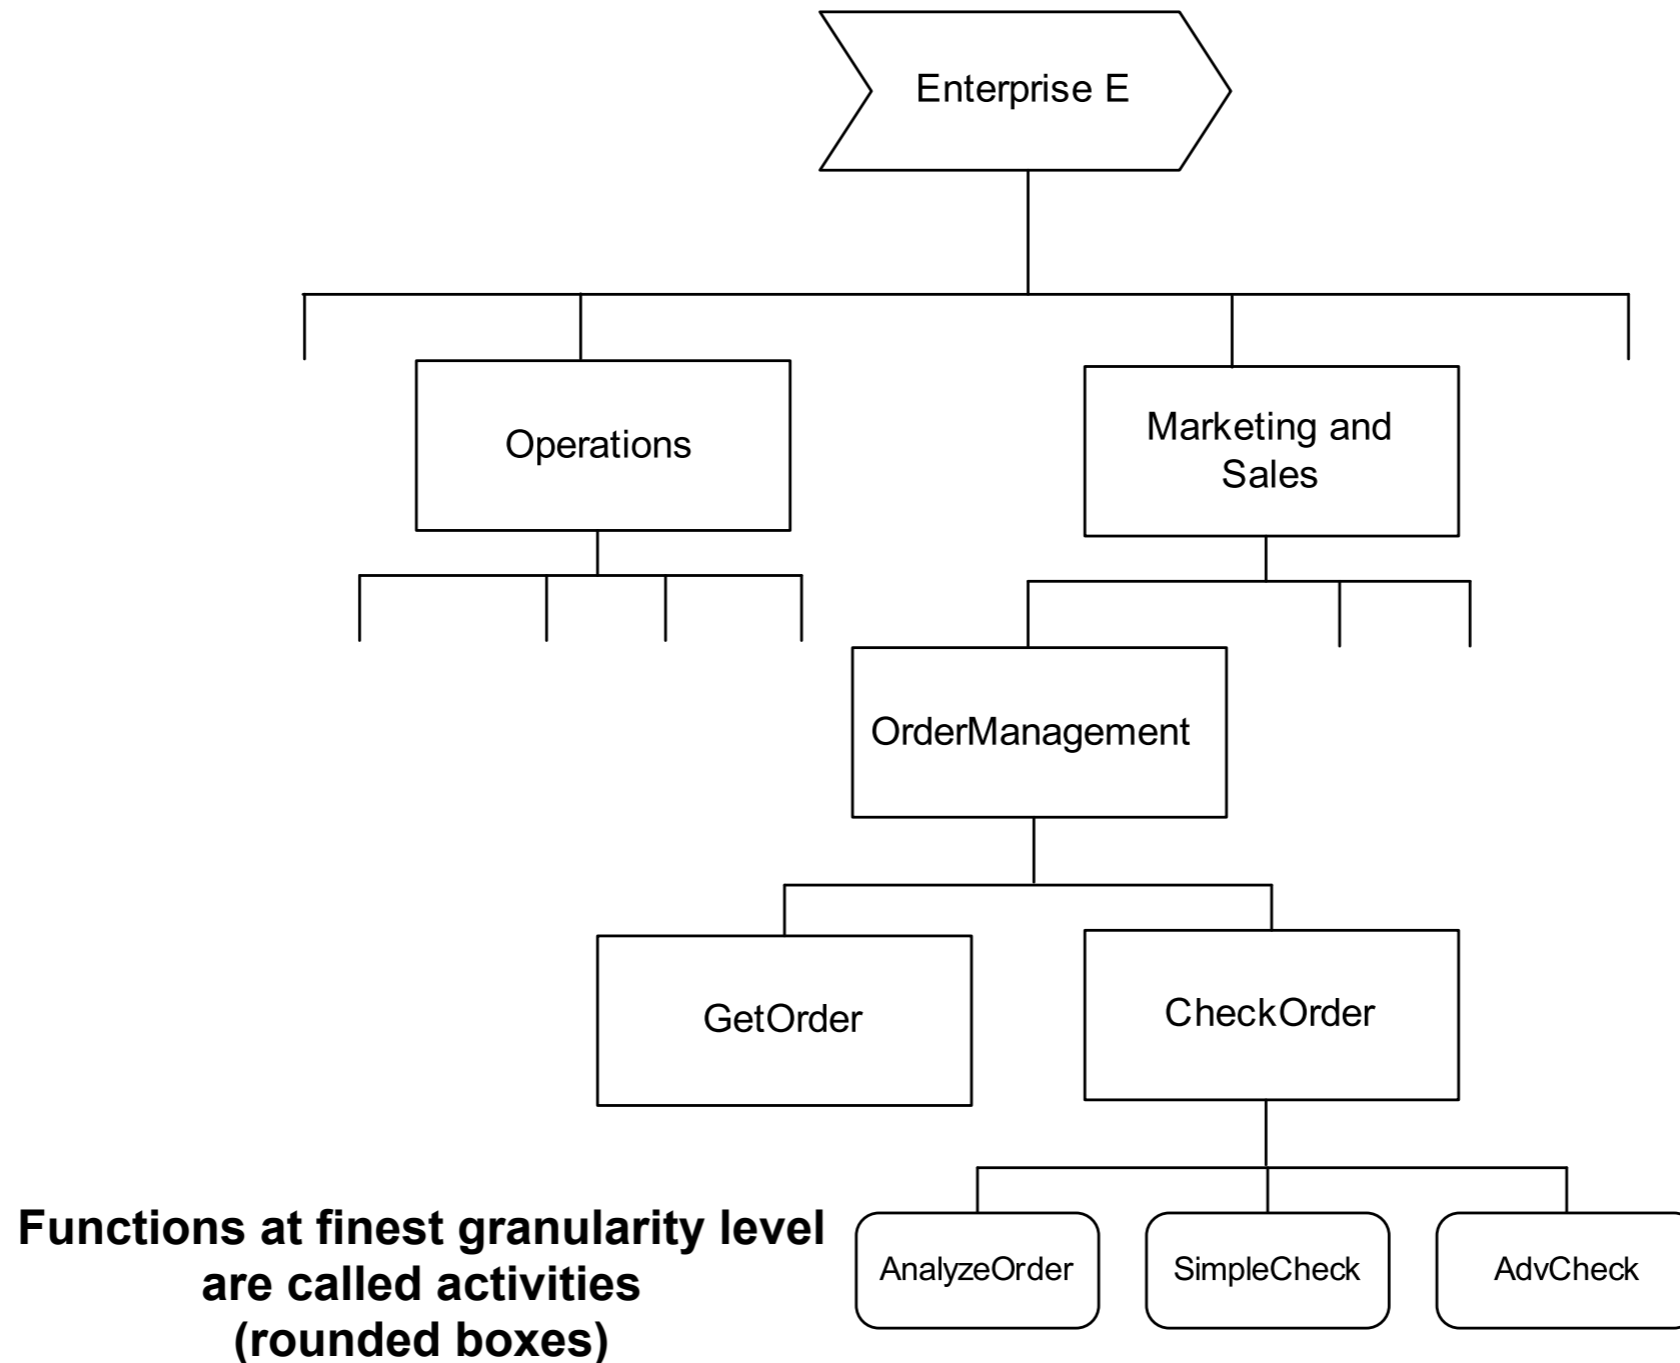 Enterprise E
Operations
Marketing and
Sales
OrderManagement
GetOrder
CheckOrder
Functions at finest granularity level
are called activities
(rounded boxes)
AnalyzeOrder
SimpleCheck
AdvCheck